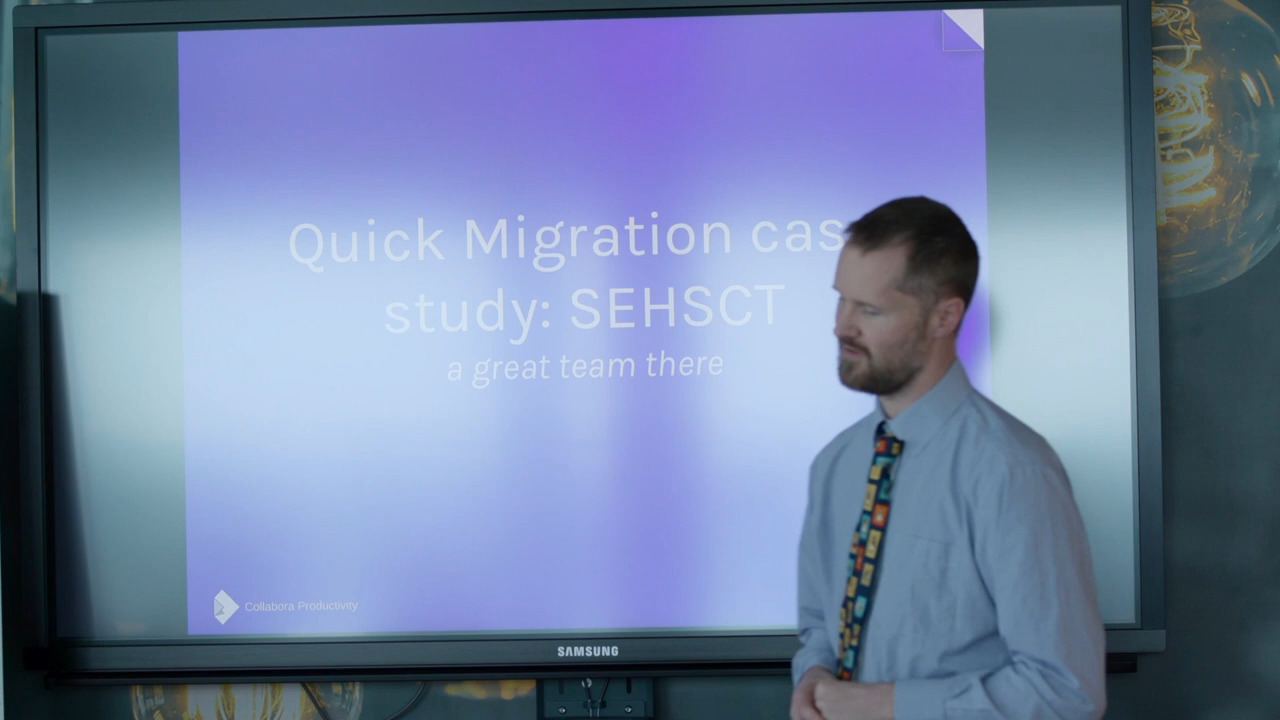 Quick Migration cas
study: SEHSCT
a great team there
Collabora Productivity
SAMSUNG